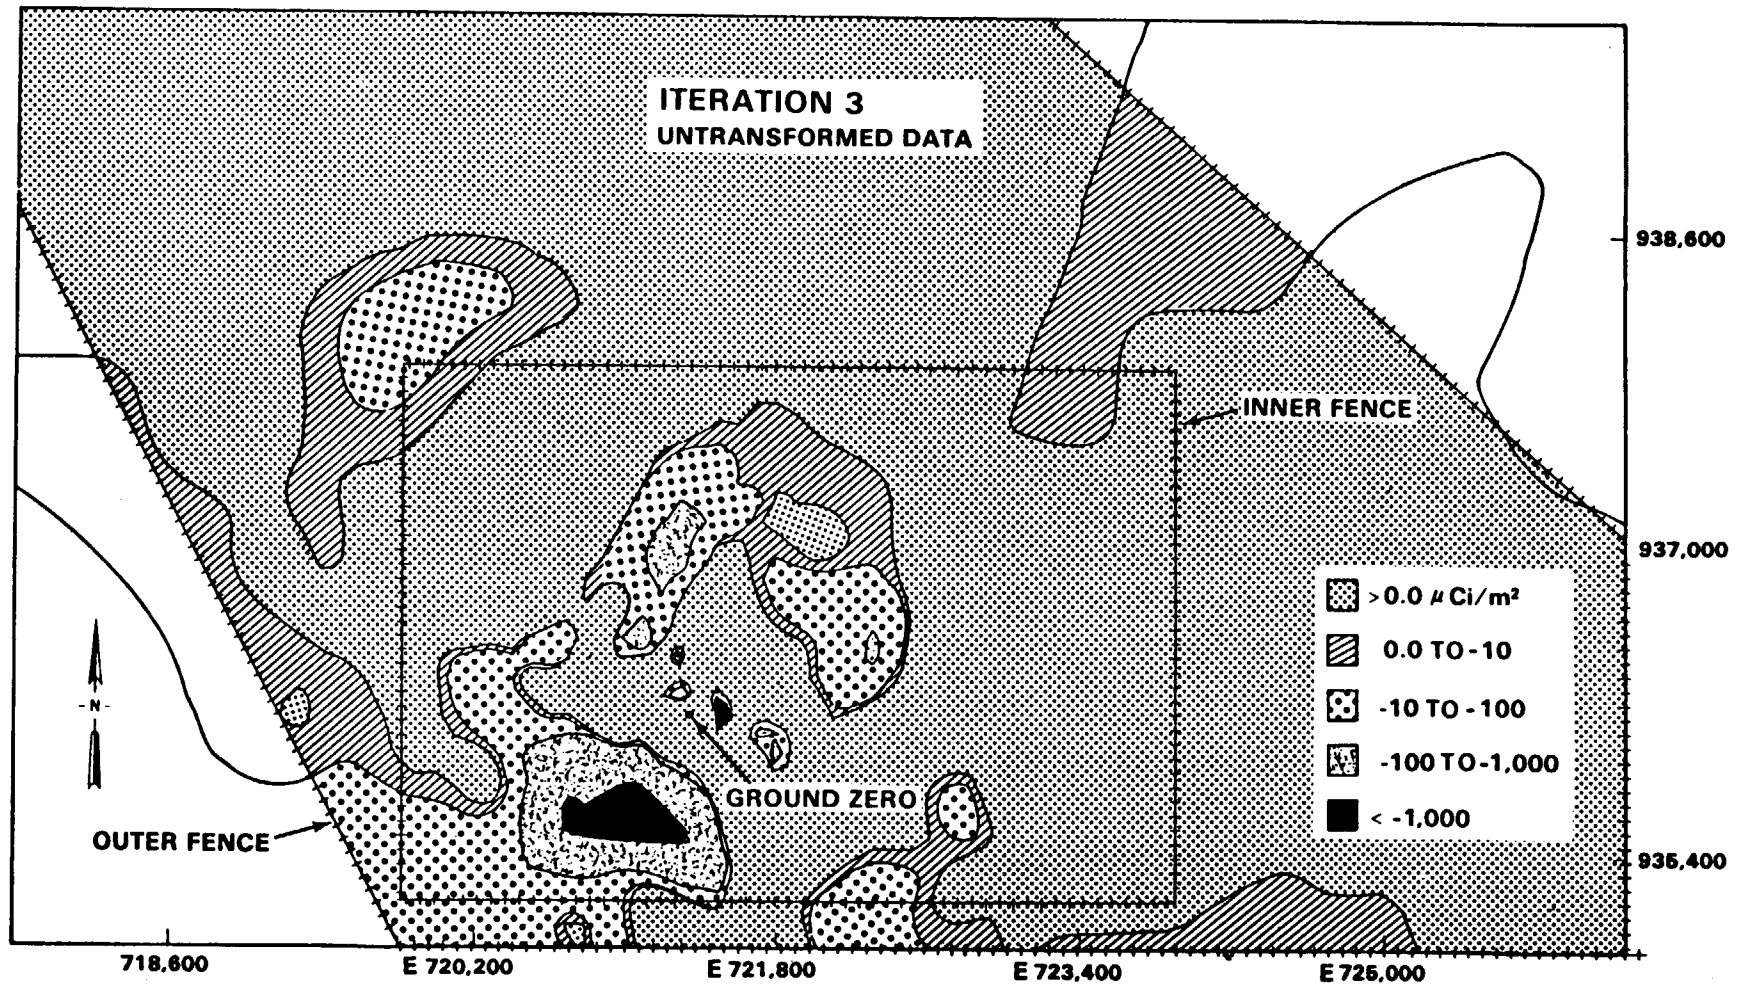 ITERATION 3
UNTRANSFORMED DATA
938,600
INNER FENCE
937,000
>0.0 µCi/m²
0.0 TO -10
-10 TO -100
-100 TO -1,000
< -1,000
-N-
GROUND ZERO
OUTER FENCE
935,400
718,600
E 720,200
E 721,800
E 723,400
E 725,000